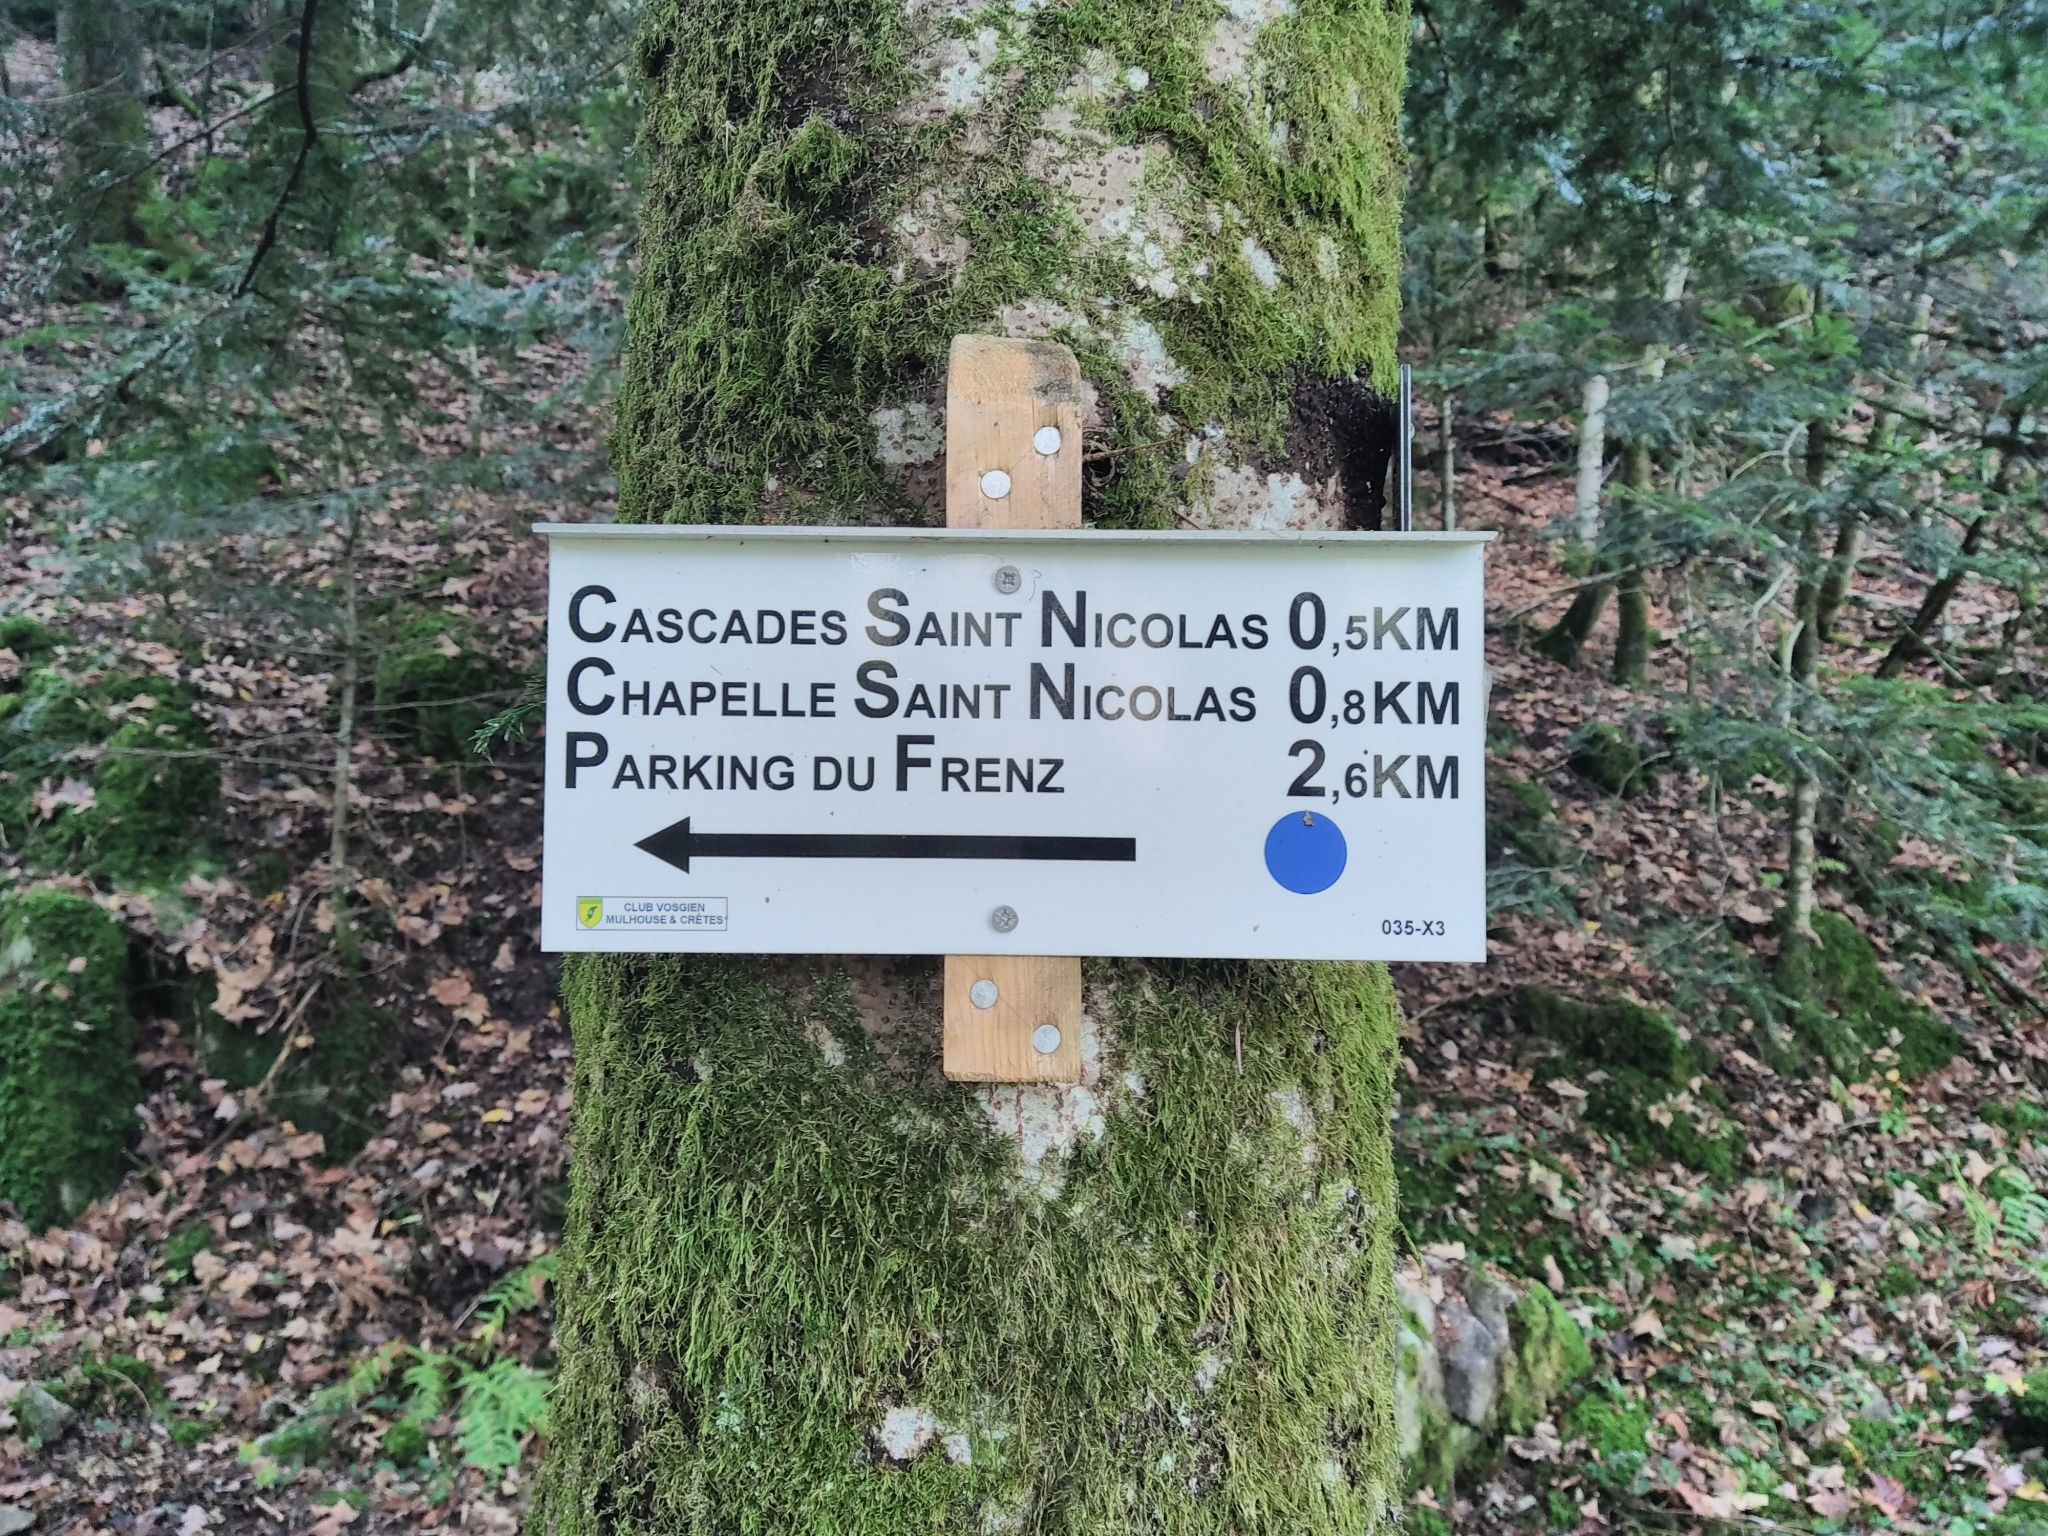 CASCADES SAINT NICOLAS 0,5KM
CHAPELLE SAINT NICOLAS 0,8KM
PARKING DU FRENZ 2,6KM
CLUB VOSGIEN
MULHOUSE & CRÊTES
035-X3